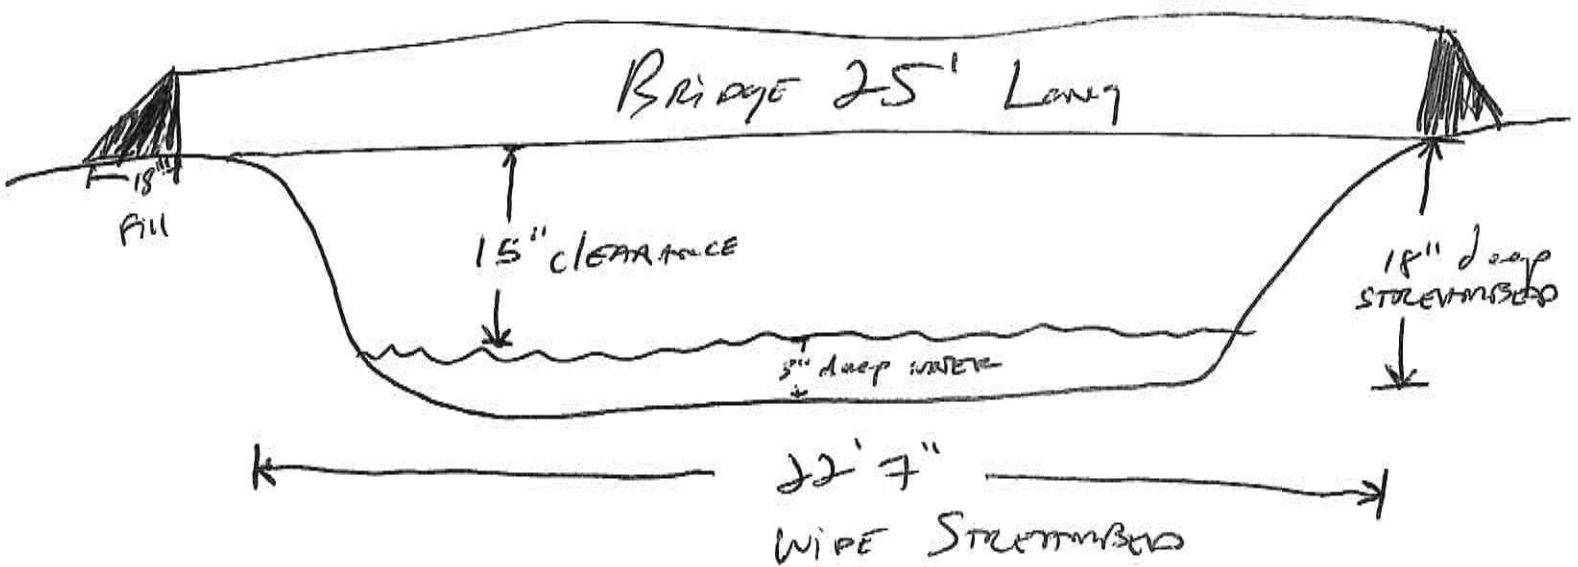 Bridge 25' Long
18"
Fill
15" clearance
18" deep
streambed
3" deep water
22' 7"
wide streambed